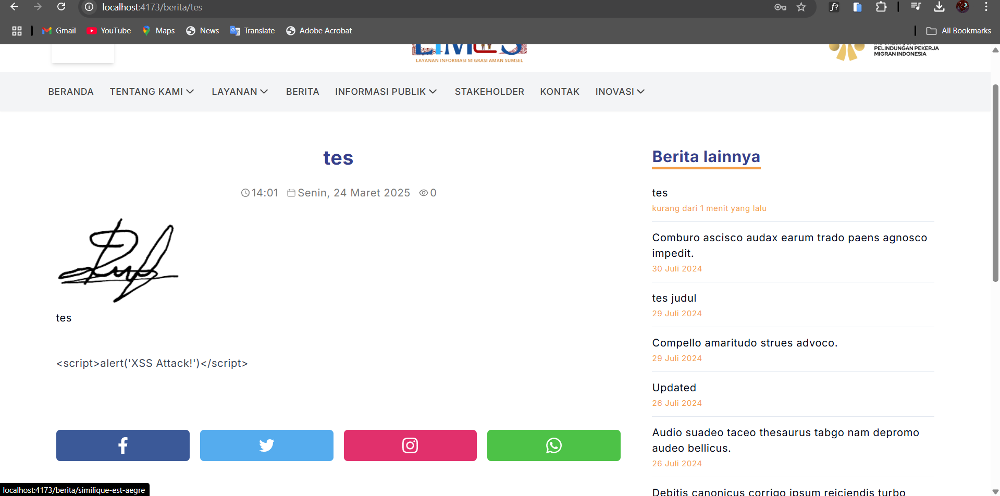 localhost:4173/berita/tes
Gmail YouTube Maps News Translate Adobe Acrobat All Bookmarks
LAYANAN INFORMASI MIGRASI AMAN SUMSEL
PELINDUNGAN PEKERJA
MIGRAN INDONESIA
BERANDA TENTANG KAMI LAYANAN BERITA INFORMASI PUBLIK STAKEHOLDER KONTAK INOVASI
tes
14:01 Senin, 24 Maret 2025 0
tes
<script>alert('XSS Attack!')</script>
Berita lainnya
tes
kurang dari 1 menit yang lalu
Comburo ascisco audax earum trado paens agnosco
impedit.
30 Juli 2024
tes judul
29 Juli 2024
Compello amaritudo strues advoco.
29 Juli 2024
Updated
26 Juli 2024
Audio suadeo taceo thesaurus tabgo nam depromo
audeo bellicus.
26 Juli 2024
Debitis canonicus corrigo ipsum reiciendis turbo
localhost:4173/berita/similique-est-aegre